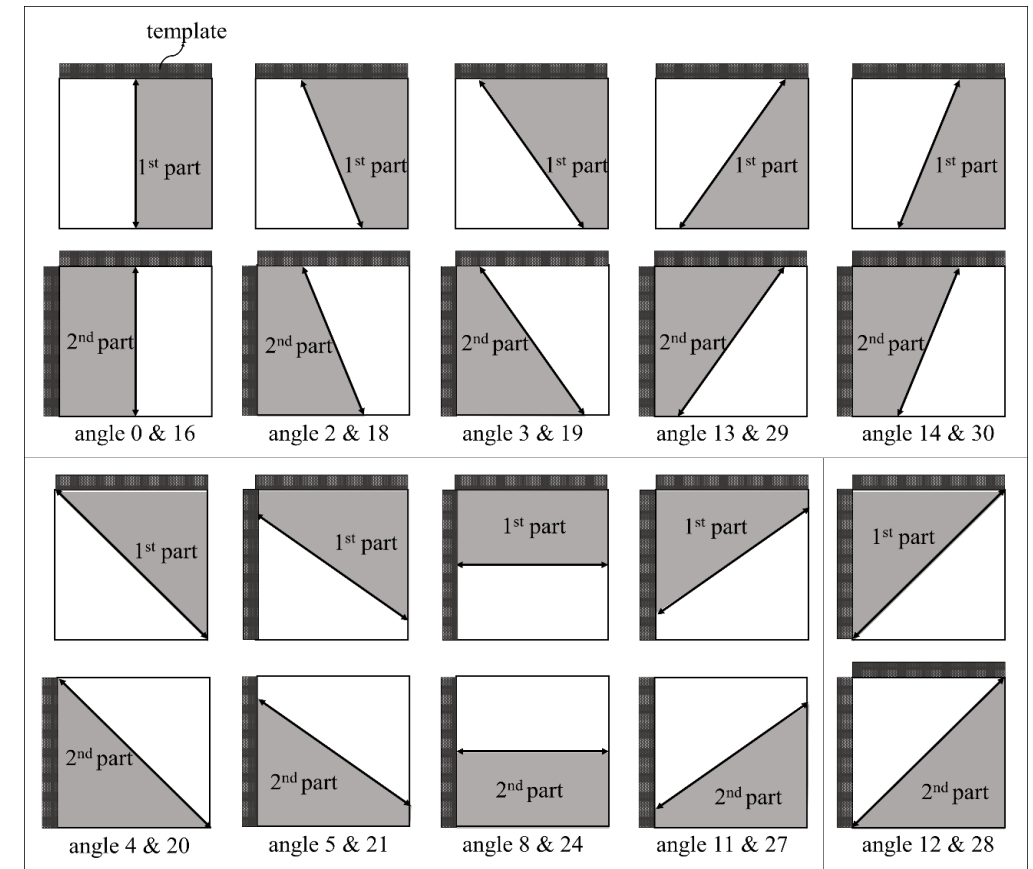 template
1st part 1st part 1st part 1st part 1st part
2nd part 2nd part 2nd part 2nd part 2nd part
angle 0 & 16 angle 2 & 18 angle 3 & 19 angle 13 & 29 angle 14 & 30
1st part 1st part 1st part 1st part 1st part
2nd part 2nd part 2nd part 2nd part 2nd part
angle 4 & 20 angle 5 & 21 angle 8 & 24 angle 11 & 27 angle 12 & 28